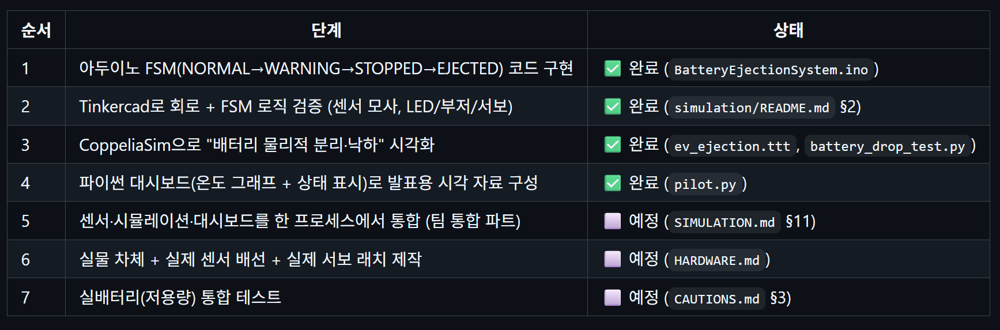 순서 단계 상태
1 아두이노 FSM(NORMAL→WARNING→STOPPED→EJECTED) 코드 구현 ✅ 완료 (BatteryEjectionSystem.ino)
2 Tinkercad로 회로 + FSM 로직 검증 (센서 모사, LED/부저/서보) ✅ 완료 (simulation/README.md §2)
3 CoppeliaSim으로 "배터리 물리적 분리·낙하" 시각화 ✅ 완료 (ev_ejection.ttt, battery_drop_test.py)
4 파이썬 대시보드(온도 그래프 + 상태 표시)로 발표용 시각 자료 구성 ✅ 완료 (pilot.py)
5 센서·시뮬레이션·대시보드를 한 프로세스에서 통합 (팀 통합 파트) ⬜ 예정 (SIMULATION.md §11)
6 실물 차체 + 실제 센서 배선 + 실제 서보 래치 제작 ⬜ 예정 (HARDWARE.md)
7 실배터리(저용량) 통합 테스트 ⬜ 예정 (CAUTIONS.md §3)